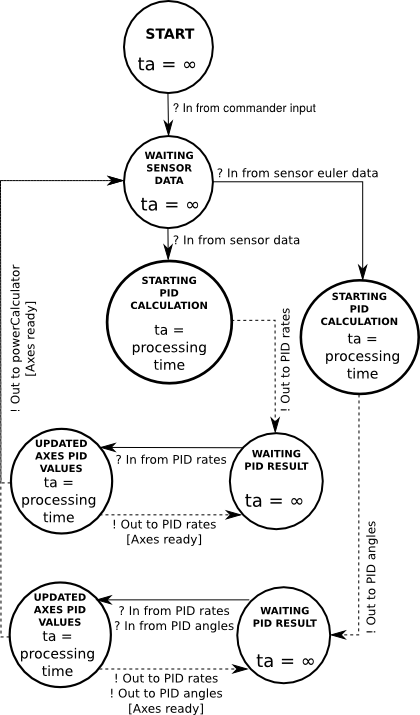 START
ta = ∞
? In from commander input
WAITING
SENSOR
DATA
ta = ∞
? In from sensor euler data
? In from sensor data
STARTING
PID
CALCULATION
ta =
processing
time
STARTING
PID
CALCULATION
ta =
processing
time
! Out to powerCalculator
[Axes ready]
! Out to PID rates
UPDATED
AXES PID
VALUES
ta =
processing
time
? In from PID rates
WAITING
PID RESULT
ta = ∞
! Out to PID rates
[Axes ready]
! Out to PID angles
UPDATED
AXES PID
VALUES
ta =
processing
time
? In from PID rates
? In from PID angles
WAITING
PID RESULT
ta = ∞
! Out to PID rates
! Out to PID angles
[Axes ready]